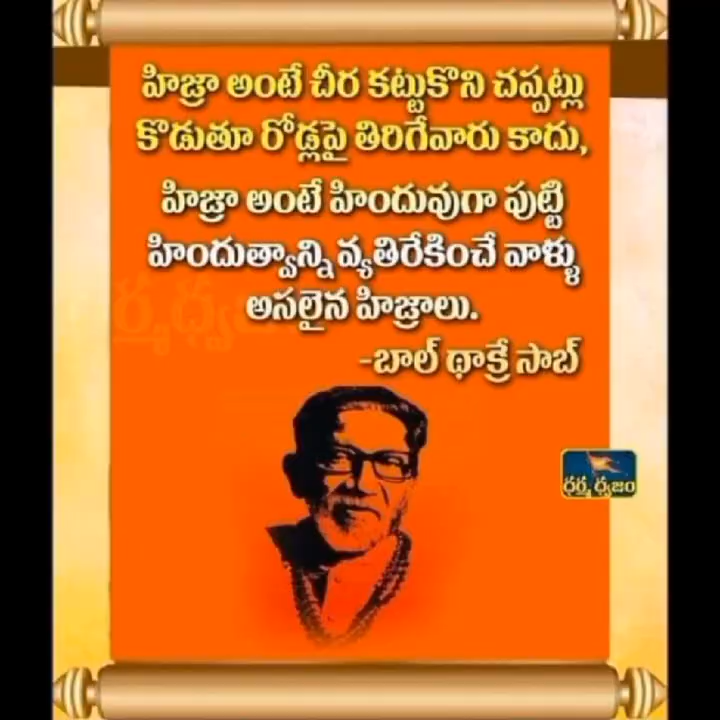 హిజ్రా అంటే చీర కట్టుకొని చప్పట్లు
కొడుతూ రోడ్లపై తిరిగేవారు కాదు,
హిజ్రా అంటే హిందువుగా పుట్టి
హిందుత్వాన్ని వ్యతిరేకించే వాళ్ళు
అసలైన హిజ్రాలు.
-బాల్ థాక్రే సాబ్
ధర్మ ధ్వజం